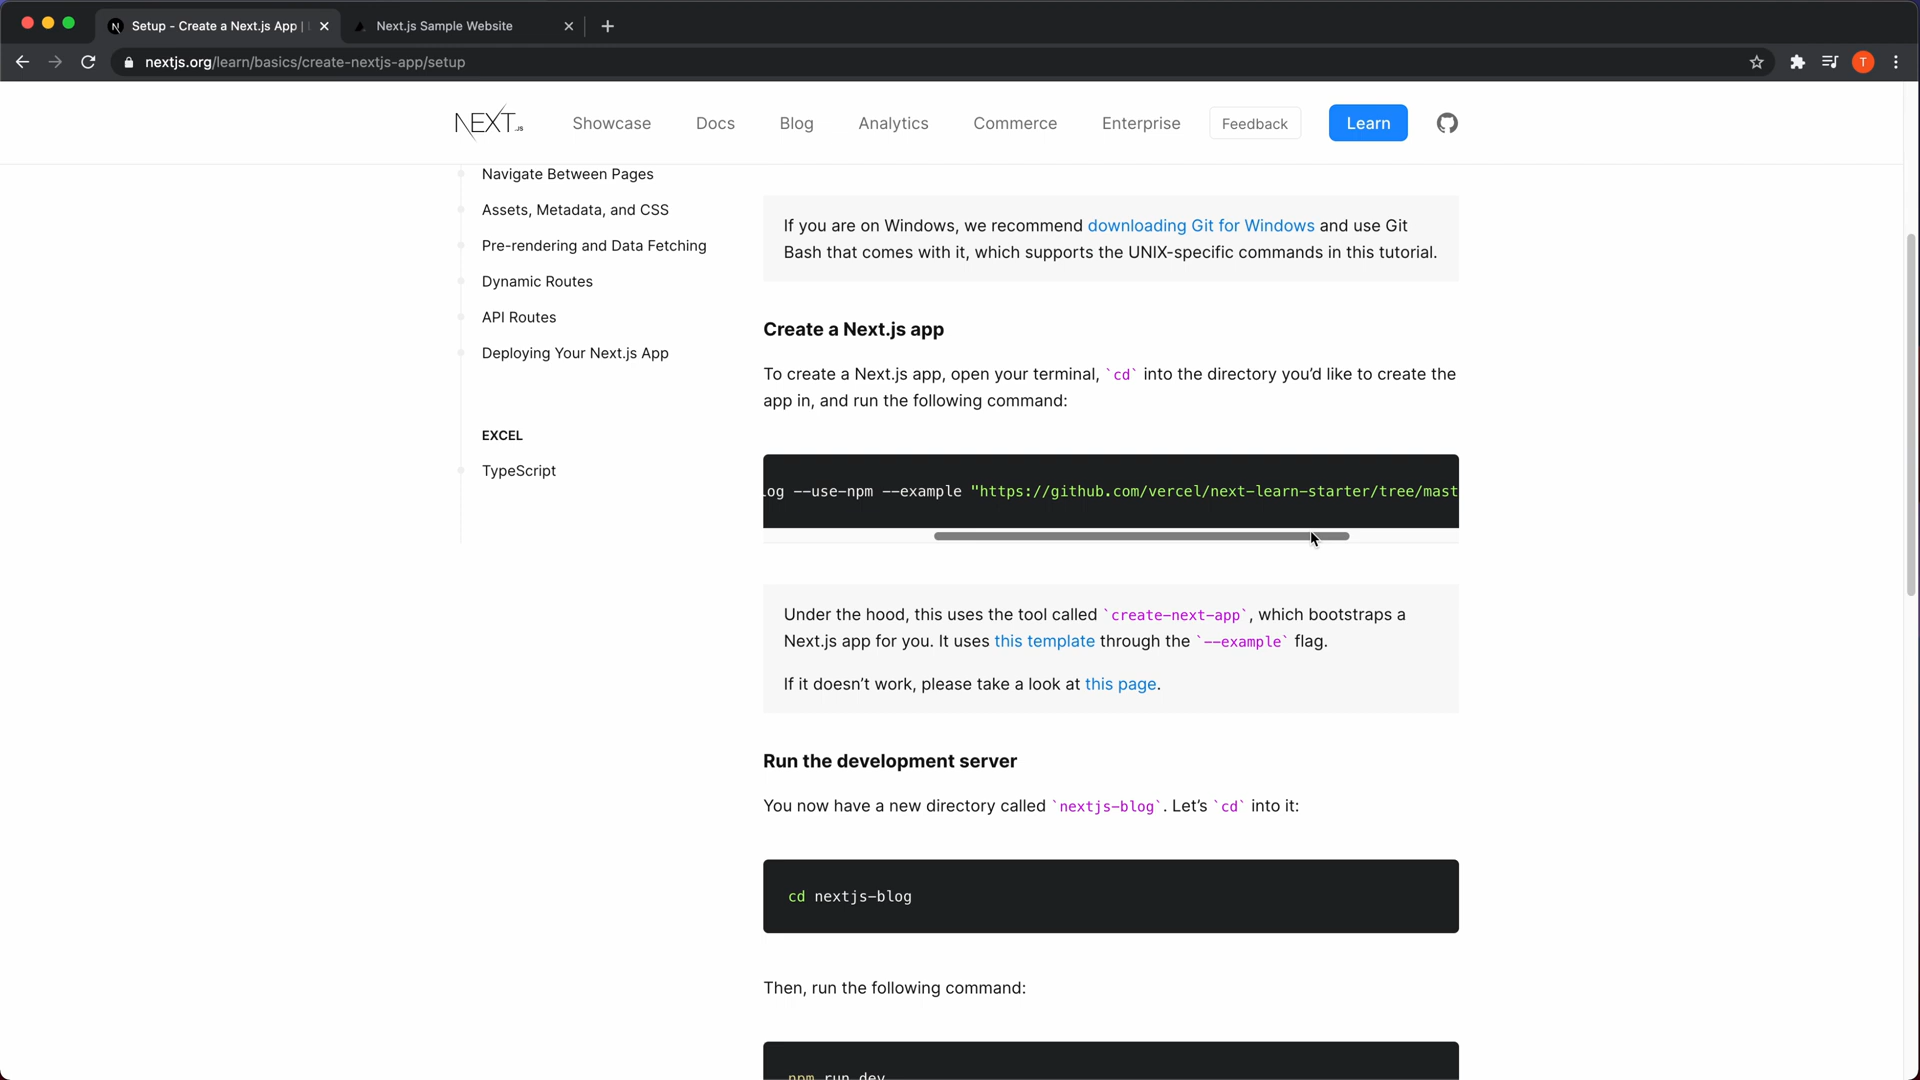 Setup - Create a Next.js App |
Next.js Sample Website
nextjs.org/learn/basics/create-nextjs-app/setup
T
NEXT.JS
Showcase
Docs
Blog
Analytics
Commerce
Enterprise
Feedback
Learn
Navigate Between Pages
Assets, Metadata, and CSS
Pre-rendering and Data Fetching
Dynamic Routes
API Routes
Deploying Your Next.js App
EXCEL
TypeScript
If you are on Windows, we recommend downloading Git for Windows and use Git
Bash that comes with it, which supports the UNIX-specific commands in this tutorial.
Create a Next.js app
To create a Next.js app, open your terminal, `cd` into the directory you’d like to create the
app in, and run the following command:
log --use-npm --example "https://github.com/vercel/next-learn-starter/tree/mast
Under the hood, this uses the tool called `create-next-app`, which bootstraps a
Next.js app for you. It uses this template through the `--example` flag.
If it doesn’t work, please take a look at this page.
Run the development server
You now have a new directory called `nextjs-blog`. Let’s `cd` into it:
cd nextjs-blog
Then, run the following command:
npm run dev